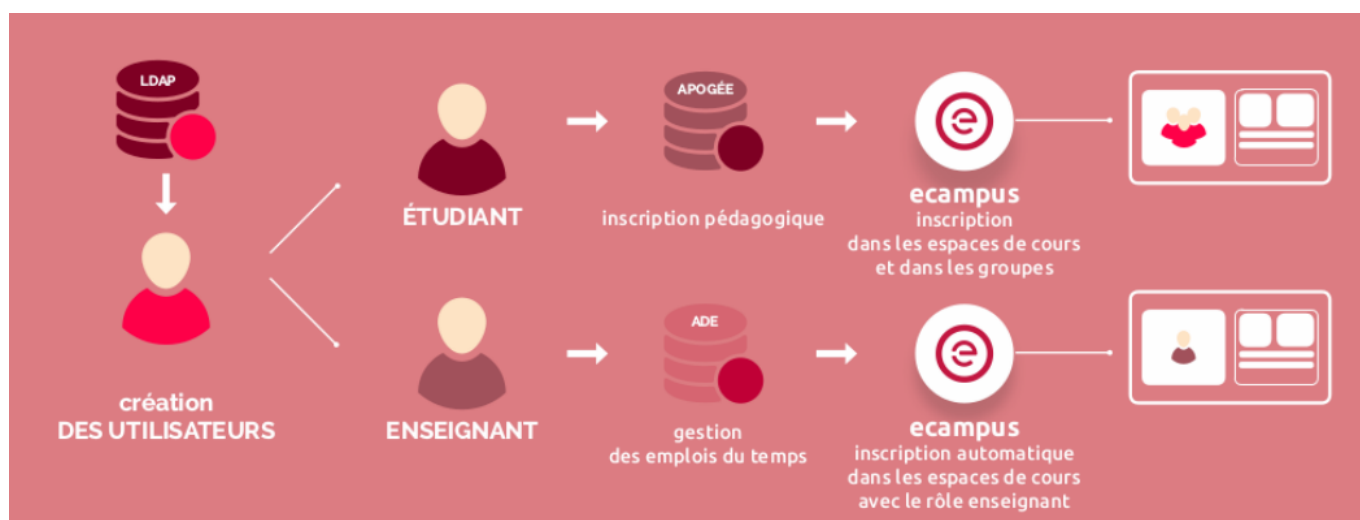 LDAP
création
DES UTILISATEURS
ÉTUDIANT
APOGÉE
inscription pédagogique
e
ecampus
inscription
dans les espaces de cours
et dans les groupes
ENSEIGNANT
ADE
gestion
des emplois du temps
e
ecampus
inscription automatique
dans les espaces de cours
avec le rôle enseignant